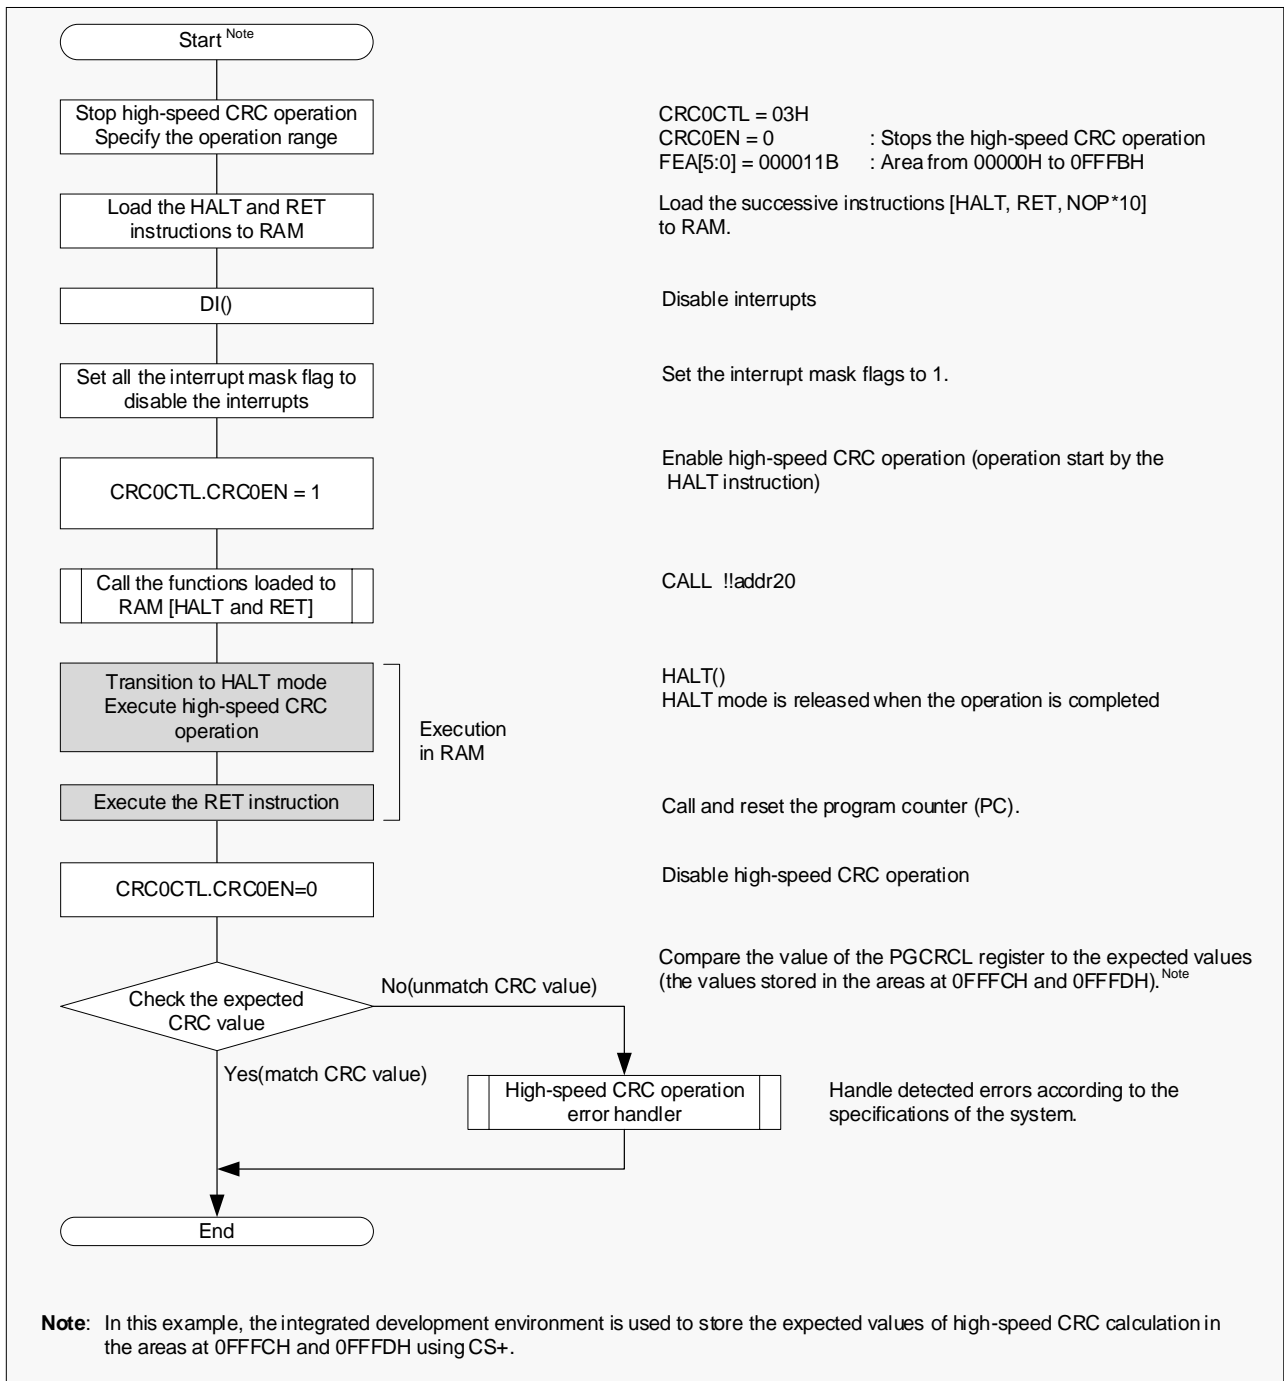 Start Note
Stop high-speed CRC operation
Specify the operation range
CRC0CTL = 03H
CRC0EN = 0 : Stops the high-speed CRC operation
FEA[5:0] = 000011B : Area from 00000H to 0FFFBH
Load the HALT and RET
instructions to RAM
Load the successive instructions [HALT, RET, NOP*10]
to RAM.
DI()
Disable interrupts
Set all the interrupt mask flag to
disable the interrupts
Set the interrupt mask flags to 1.
CRC0CTL.CRC0EN = 1
Enable high-speed CRC operation (operation start by the
HALT instruction)
Call the functions loaded to
RAM [HALT and RET]
CALL !!addr20
Transition to HALT mode
Execute high-speed CRC
operation
HALT()
HALT mode is released when the operation is completed
Execution
in RAM
Execute the RET instruction
Call and reset the program counter (PC).
CRC0CTL.CRC0EN=0
Disable high-speed CRC operation
Check the expected
CRC value
No(unmatch CRC value)
Compare the value of the PGCRCL register to the expected values
(the values stored in the areas at 0FFFCH and 0FFFDH).Note
Yes(match CRC value)
High-speed CRC operation
error handler
Handle detected errors according to the
specifications of the system.
End
Note: In this example, the integrated development environment is used to store the expected values of high-speed CRC calculation in
the areas at 0FFFCH and 0FFFDH using CS+.